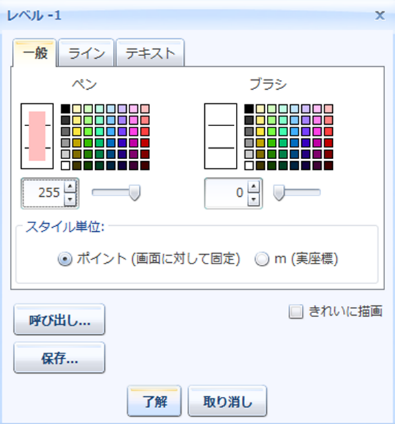 レベル -1
一般 ライン テキスト
ペン ブラシ
255 0
スタイル単位:
ポイント (画面に対して固定) m (実座標)
呼び出し... きれいに描画
保存...
了解 取り消し